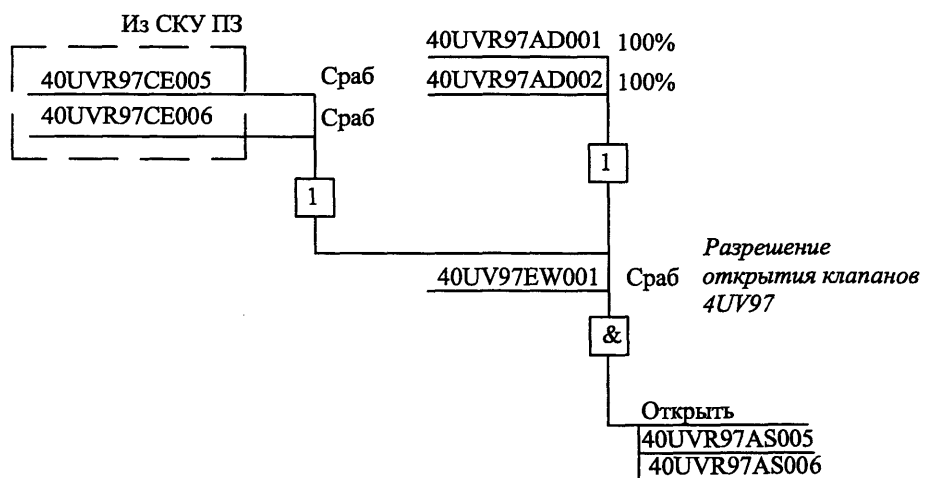 Из СКУ ПЗ
40UVR97CE005 Сраб
40UVR97CE006 Сраб
1
40UVR97AD001 100%
40UVR97AD002 100%
1
40UV97EW001 Сраб
Разрешение
открытия клапанов
4UV97
&
Открыть
40UVR97AS005
40UVR97AS006